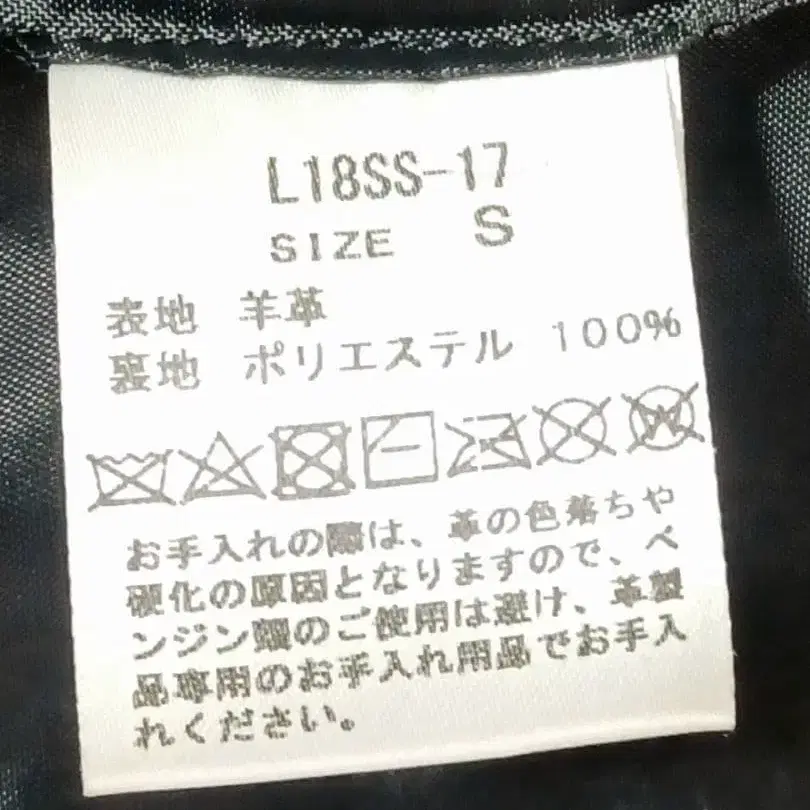 L18SS-17
SIZE S
表地 羊革
裏地 ポリエステル 100%
お手入れの際は、革の色落ちや
硬化の原因となりますので、ベ
ンジン類のご使用は避け、革製
品専用のお手入れ用品でお手入
れください。